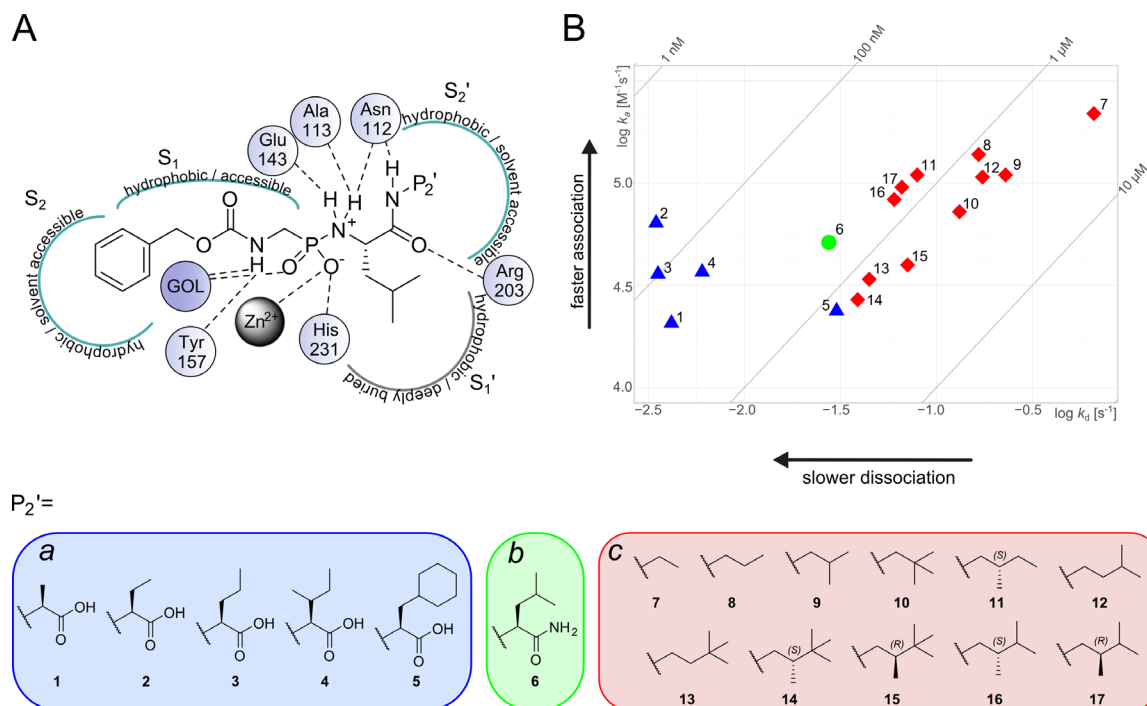 A
B
S2'
Ala
113
Asn
112
Glu
143
hydrophobic / solvent accessible
S1
hydrophobic / accessible
S2
hydrophobic / solvent accessible
H
N
P2'
H
H
N
+
O
O
N
H
P
O
O
-
O
GOL
Zn2+
Tyr
157
His
231
Arg
203
hydrophobic / deeply buried
S1'
1 nM
100 nM
1 µM
10 µM
log ka [M-1s-1]
5.0
4.5
4.0
faster association
7
8
11
17
12
9
16
10
2
6
3
4
15
13
5
14
1
−2.5
−2.0
−1.5
−1.0
−0.5
log kd [s-1]
slower dissociation
P2'=
a
OH
O
1
OH
O
2
OH
O
3
OH
O
4
OH
O
5
b
NH2
O
6
c
7
8
9
10
(S)
11
12
13
(S)
14
(R)
15
(S)
16
(R)
17